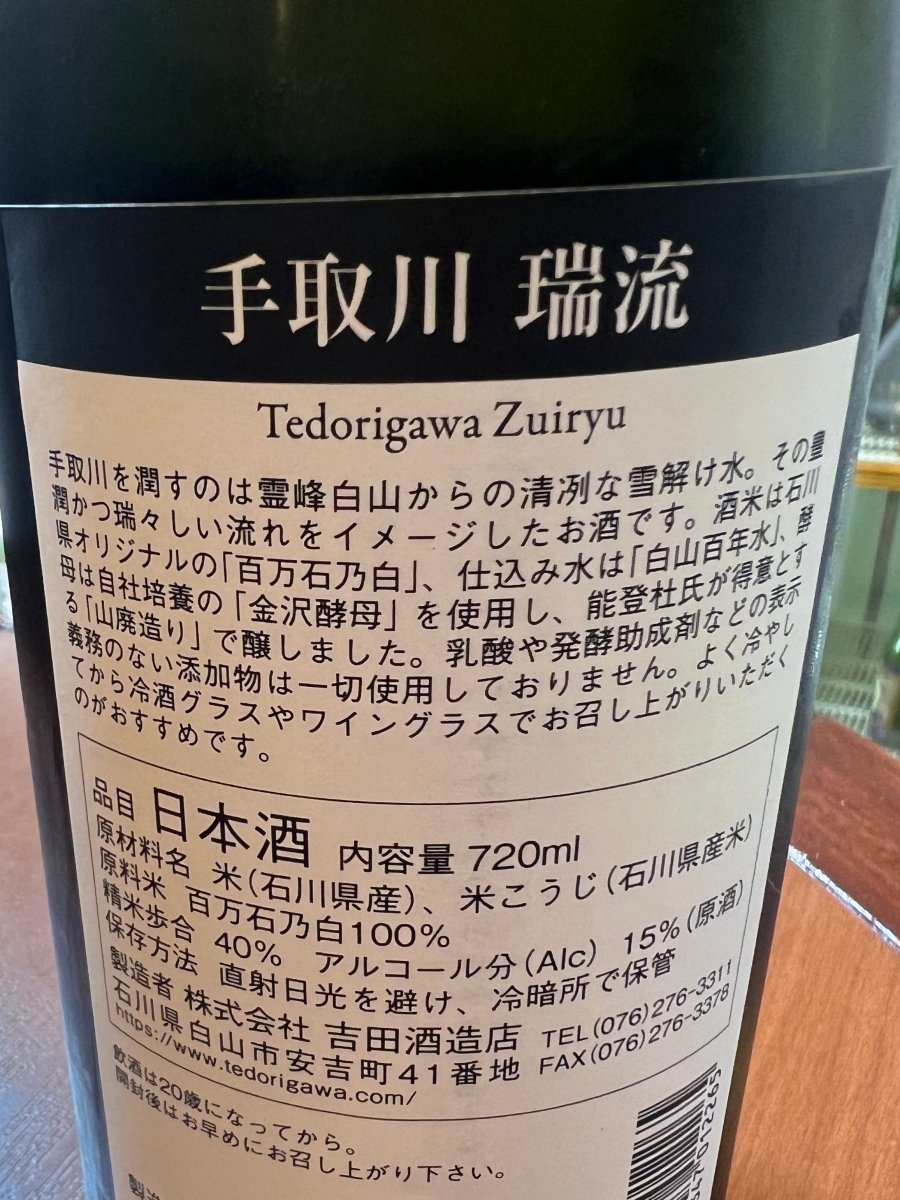 手取川 瑞流
Tedorigawa Zuiryu
手取川を潤すのは霊峰白山からの清冽な雪解け水。その豊
潤かつ瑞々しい流れをイメージしたお酒です。酒米は石川
県オリジナルの「百万石乃白」、仕込み水は「白山百年水」、酵
母は自社培養の「金沢酵母」を使用し、能登杜氏が得意とす
る「山廃造り」で醸しました。乳酸や発酵助成剤などの表示
義務のない添加物は一切使用しておりません。よく冷やし
てから冷酒グラスやワイングラスでお召し上がりいただく
のがおすすめです。
品目 日本酒 内容量 720ml
原材料名 米(石川県産)、米こうじ(石川県産米)
原料米 百万石乃白100%
精米歩合 40% アルコール分(Alc) 15%(原酒)
保存方法 直射日光を避け、冷暗所で保管
製造者 株式会社 吉田酒造店 TEL(076)276-3311
石川県白山市安吉町41番地 FAX(076)276-3378
https://www.tedorigawa.com/
飲酒は20歳になってから。
開封後はお早めにお召し上がり下さい。